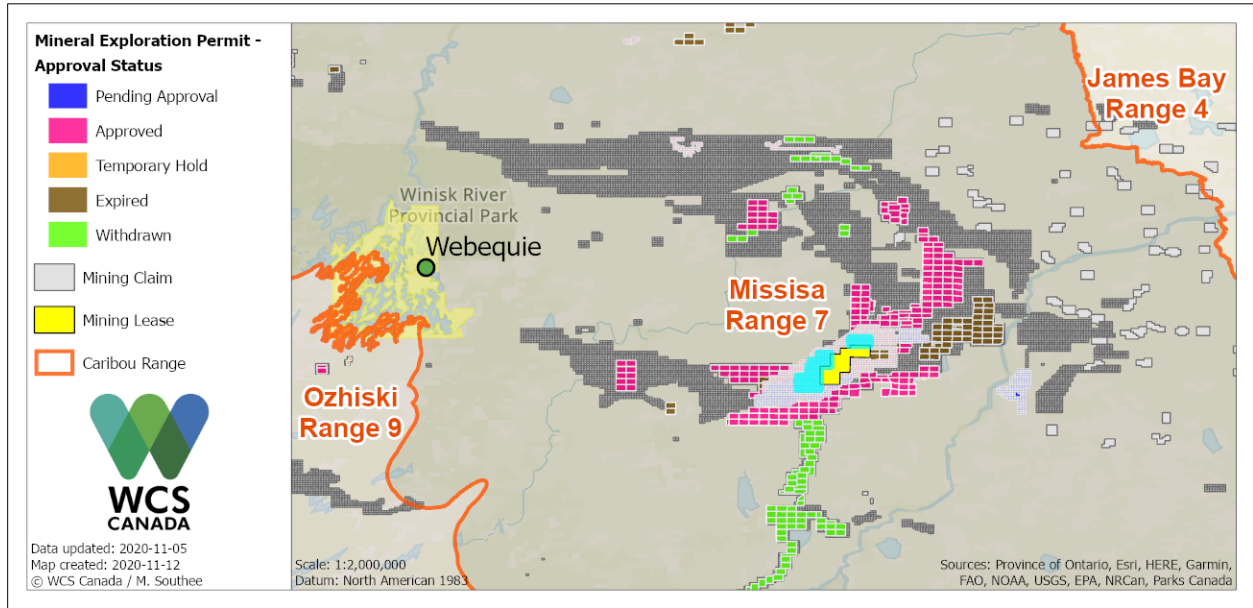 Mineral Exploration Permit -
Approval Status
Pending Approval
Approved
Temporary Hold
Expired
Withdrawn
Mining Claim
Mining Lease
Caribou Range
WCS
CANADA
Data updated: 2020-11-05
Map created: 2020-11-12
© WCS Canada / M. Southee
James Bay
Range 4
Winisk River
Provincial Park
Webequie
Missisa
Range 7
Ozhiski
Range 9
Scale: 1:2,000,000
Datum: North American 1983
Sources: Province of Ontario, Esri, HERE, Garmin,
FAO, NOAA, USGS, EPA, NRCan, Parks Canada